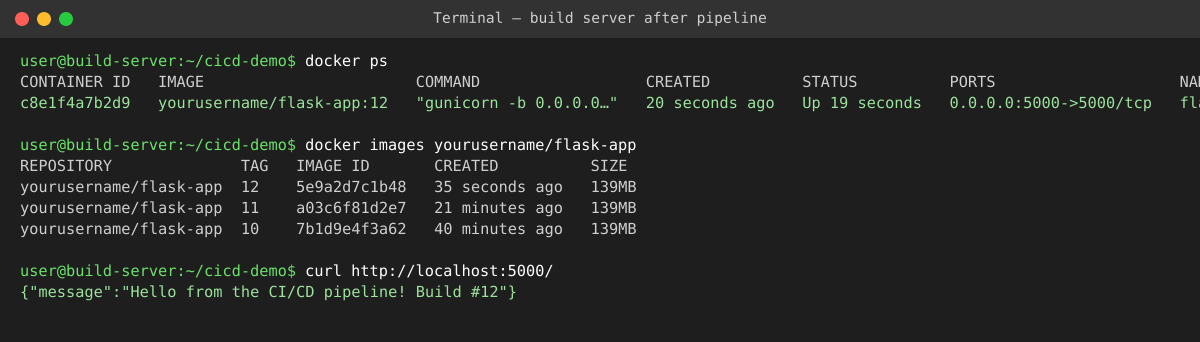 Terminal — build server after pipeline
user@build-server:~/cicd-demo$ docker ps
CONTAINER ID   IMAGE                       COMMAND                  CREATED          STATUS          PORTS                    NA
c8e1f4a7b2d9   yourusername/flask-app:12   "gunicorn -b 0.0.0.0…"   20 seconds ago   Up 19 seconds   0.0.0.0:5000->5000/tcp   fl
user@build-server:~/cicd-demo$ docker images yourusername/flask-app
REPOSITORY              TAG   IMAGE ID       CREATED          SIZE
yourusername/flask-app  12    5e9a2d7c1b48   35 seconds ago   139MB
yourusername/flask-app  11    a03c6f81d2e7   21 minutes ago   139MB
yourusername/flask-app  10    7b1d9e4f3a62   40 minutes ago   139MB
user@build-server:~/cicd-demo$ curl http://localhost:5000/
{"message":"Hello from the CI/CD pipeline! Build #12"}